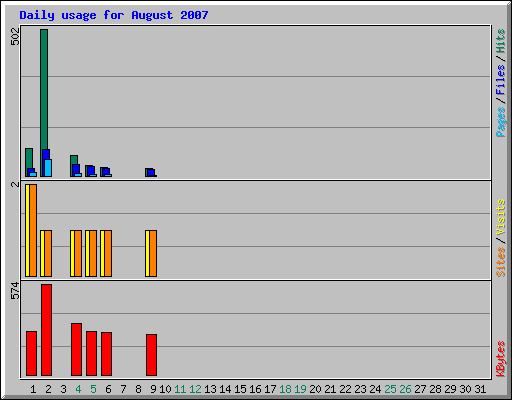 Daily usage for August 2007
502
2
574
Pages / Files / Hits
Sites / Visits
KBytes
1 2 3 4 5 6 7 8 9 10 11 12 13 14 15 16 17 18 19 20 21 22 23 24 25 26 27 28 29 30 31